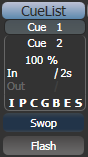 CueList
Cue 1
Cue 2
100 %
In / 2s
Out /
I P C G B E S
Swop
Flash